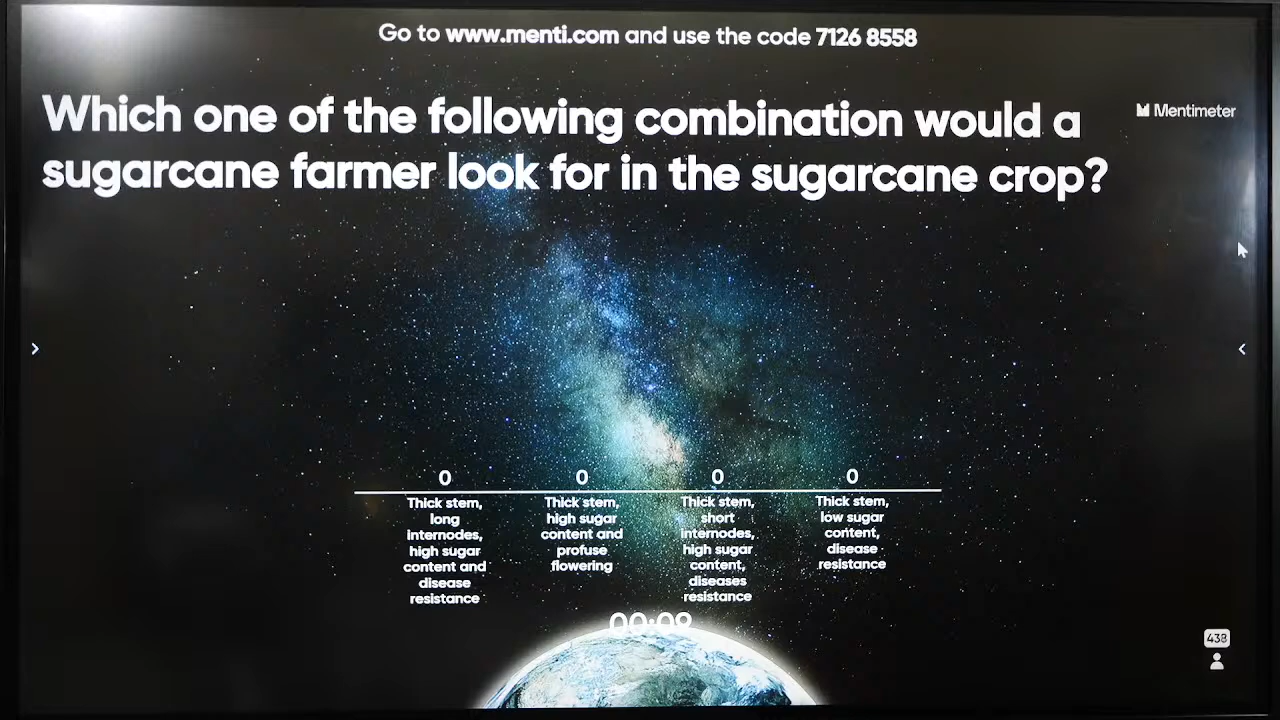 Go to www.menti.com and use the code 7126 8558
Which one of the following combination would a
sugarcane farmer look for in the sugarcane crop?
Mentimeter
0
Thick stem,
long
internodes,
high sugar
content and
disease
resistance
0
Thick stem,
high sugar
content and
profuse
flowering
0
Thick stem,
short
internodes,
high sugar
content,
diseases
resistance
0
Thick stem,
low sugar
content,
disease
resistance
438